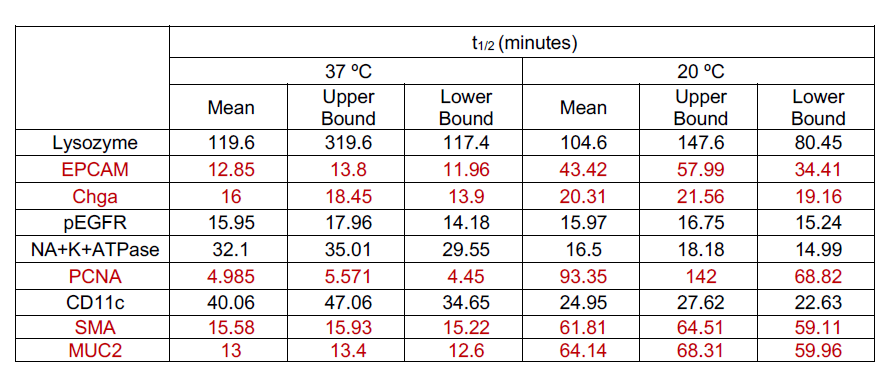 t1/2 (minutes)
37 ºC 20 ºC
Mean Upper Bound Lower Bound Mean Upper Bound Lower Bound
Lysozyme 119.6 319.6 117.4 104.6 147.6 80.45
EPCAM 12.85 13.8 11.96 43.42 57.99 34.41
Chga 16 18.45 13.9 20.31 21.56 19.16
pEGFR 15.95 17.96 14.18 15.97 16.75 15.24
NA+K+ATPase 32.1 35.01 29.55 16.5 18.18 14.99
PCNA 4.985 5.571 4.45 93.35 142 68.82
CD11c 40.06 47.06 34.65 24.95 27.62 22.63
SMA 15.58 15.93 15.22 61.81 64.51 59.11
MUC2 13 13.4 12.6 64.14 68.31 59.96